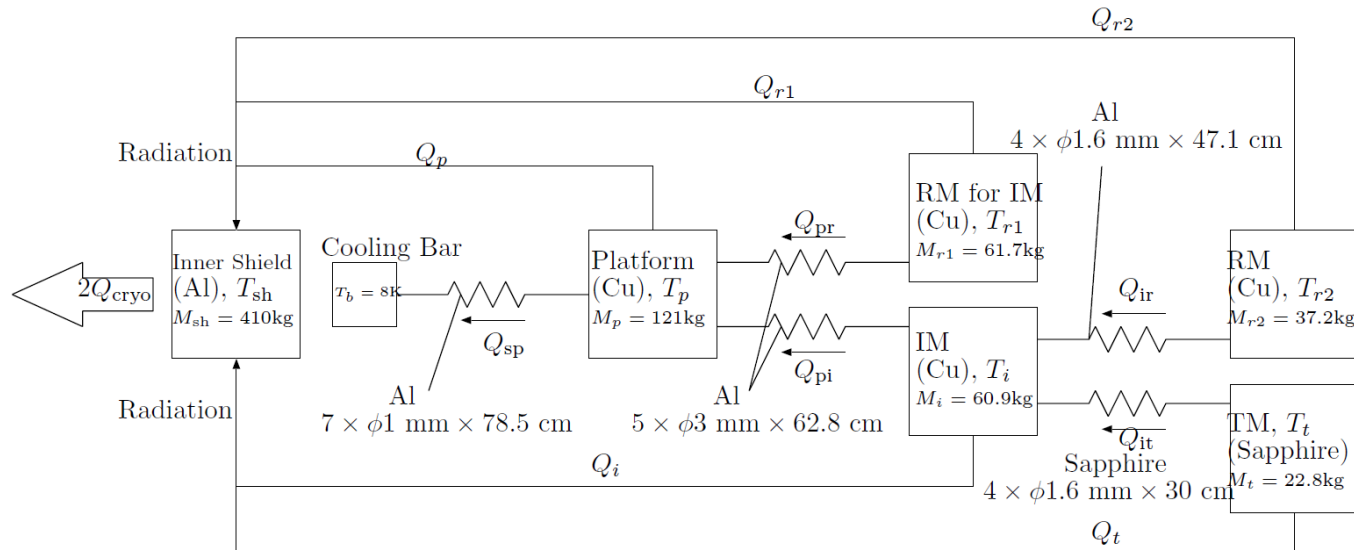 Q_{r2}
Q_{r1}
Al
4 × ϕ1.6 mm × 47.1 cm
Radiation
Q_p
RM for IM
(Cu), T_{r1}
M_{r1} = 61.7kg
Q_{pr}
Cooling Bar
T_b = 8K
Inner Shield
(Al), T_{sh}
M_{sh} = 410kg
2Q_{cryo}
Platform
(Cu), T_p
M_p = 121kg
RM
(Cu), T_{r2}
M_{r2} = 37.2kg
Q_{ir}
Q_{sp}
Q_{pi}
IM
(Cu), T_i
M_i = 60.9kg
Radiation
Al
7 × ϕ1 mm × 78.5 cm
Al
5 × ϕ3 mm × 62.8 cm
Q_{it}
Sapphire
4 × ϕ1.6 mm × 30 cm
TM, T_t
(Sapphire)
M_t = 22.8kg
Q_i
Q_t